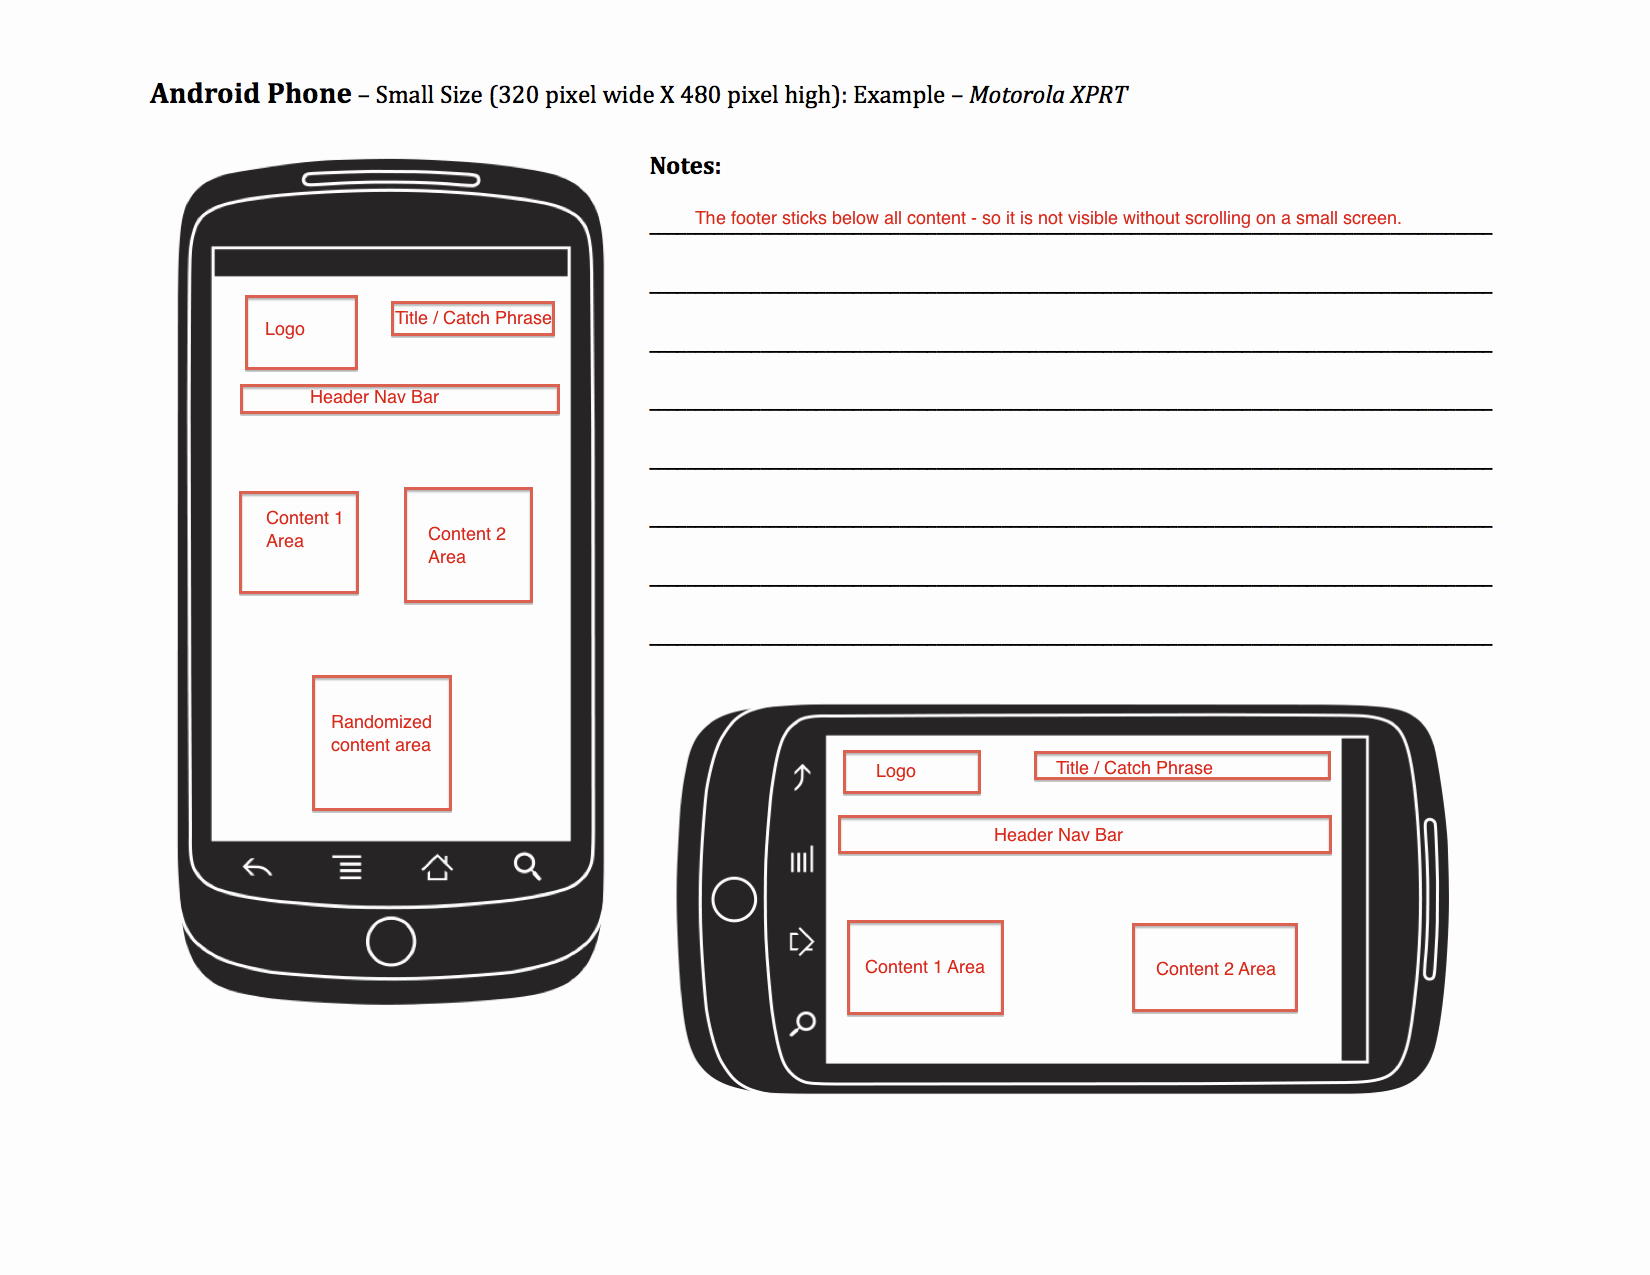 Android Phone – Small Size (320 pixel wide X 480 pixel high): Example – Motorola XPRT
Notes:
The footer sticks below all content - so it is not visible without scrolling on a small screen.
Logo
Title / Catch Phrase
Header Nav Bar
Content 1
Area
Content 2
Area
Randomized
content area
Logo
Title / Catch Phrase
Header Nav Bar
Content 1 Area
Content 2 Area